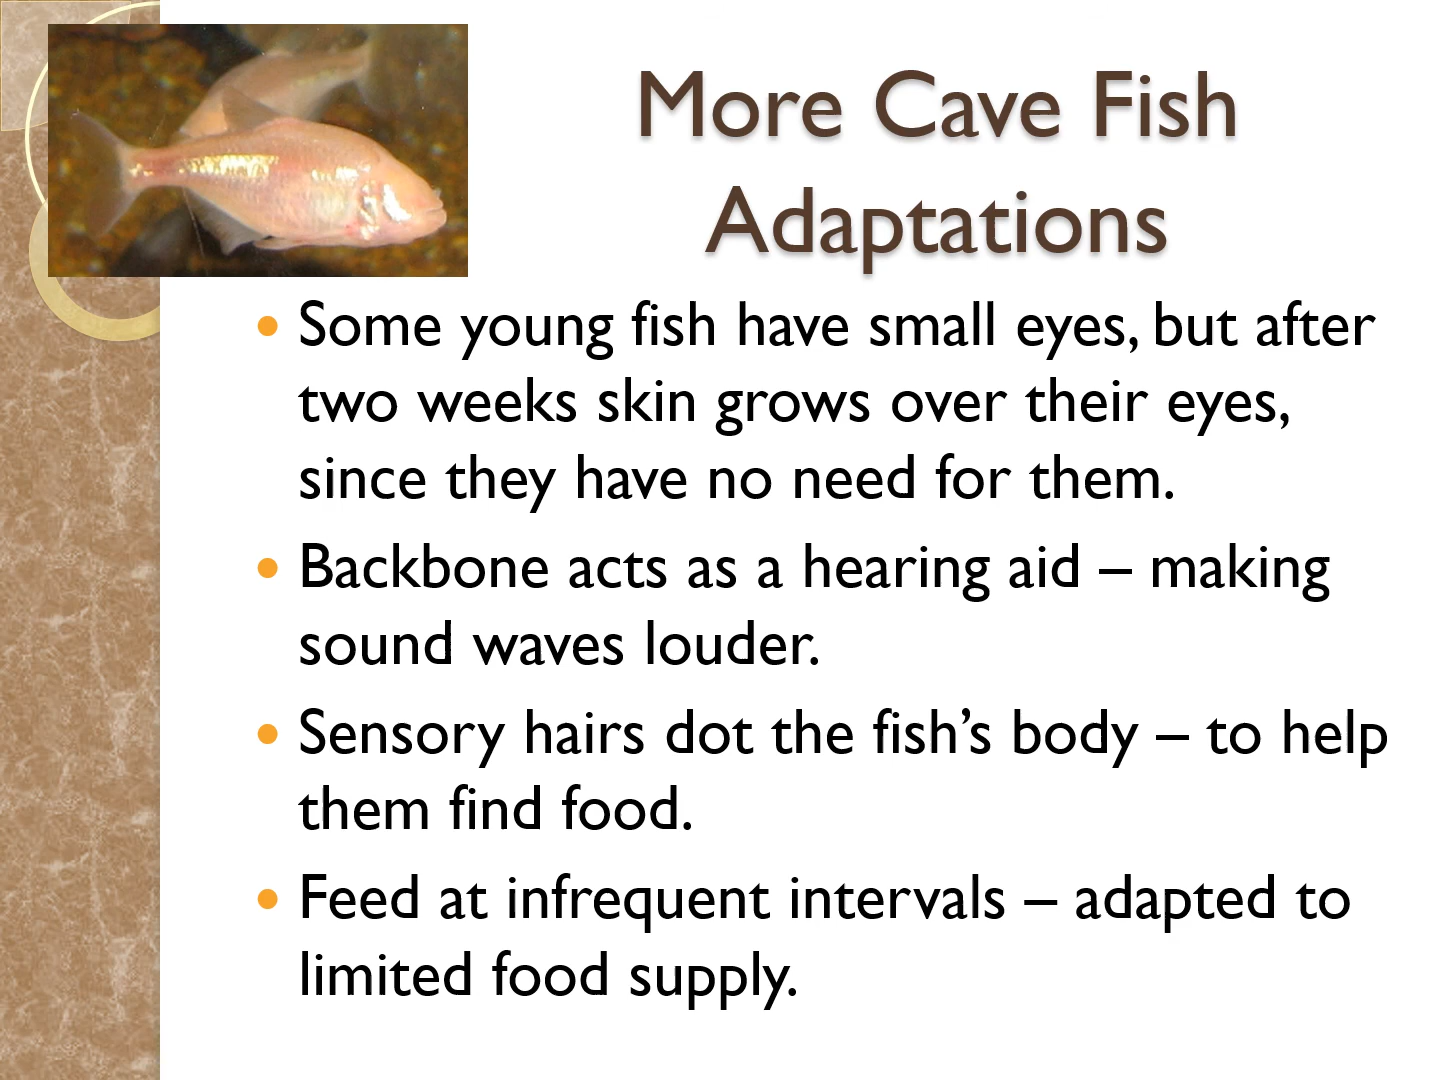 More Cave Fish
Adaptations
• Some young fish have small eyes, but after
two weeks skin grows over their eyes,
since they have no need for them.
• Backbone acts as a hearing aid – making
sound waves louder.
• Sensory hairs dot the fish’s body – to help
them find food.
• Feed at infrequent intervals – adapted to
limited food supply.